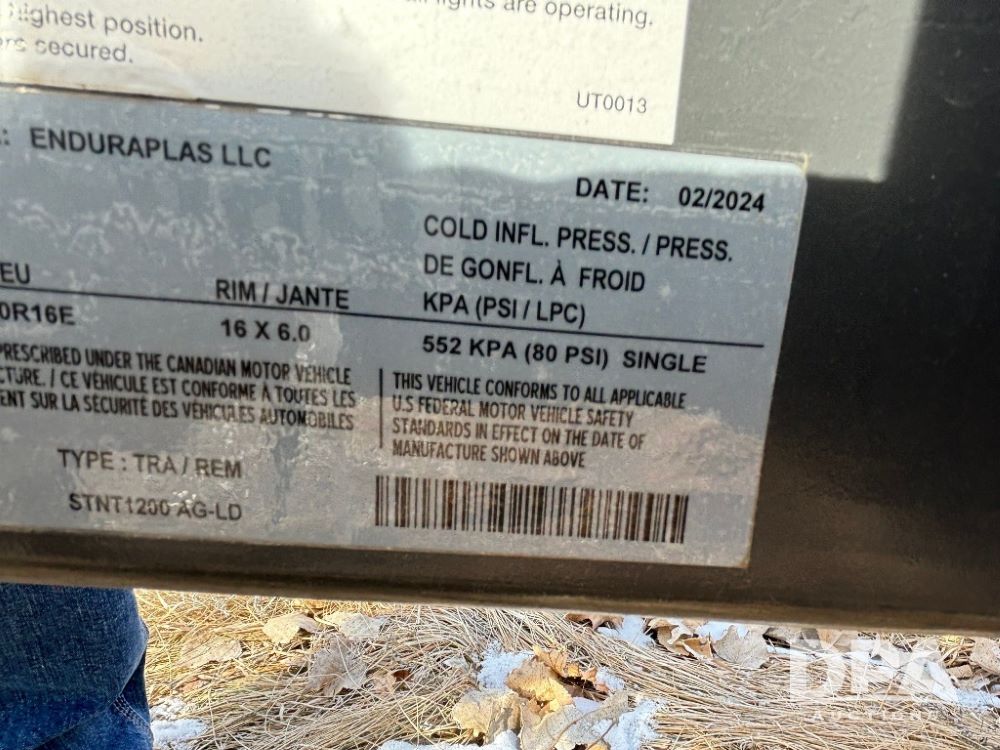 lights are operating.
highest position.
secured.
UT0013
ENDURAPLAS LLC
DATE: 02/2024
COLD INFL. PRESS. / PRESS.
DE GONFL. À FROID
EU RIM / JANTE KPA (PSI / LPC)
0R16E 16 X 6.0 552 KPA (80 PSI) SINGLE
PRESCRIBED UNDER THE CANADIAN MOTOR VEHICLE
CTURE. / CE VÉHICULE EST CONFORME À TOUTES LES
ENT SUR LA SÉCURITÉ DES VÉHICULES AUTOMOBILES
THIS VEHICLE CONFORMS TO ALL APPLICABLE
U.S FEDERAL MOTOR VEHICLE SAFETY
STANDARDS IN EFFECT ON THE DATE OF
MANUFACTURE SHOWN ABOVE
TYPE : TRA / REM
STNT1200 AG-LD
DPA
AUCTIONS